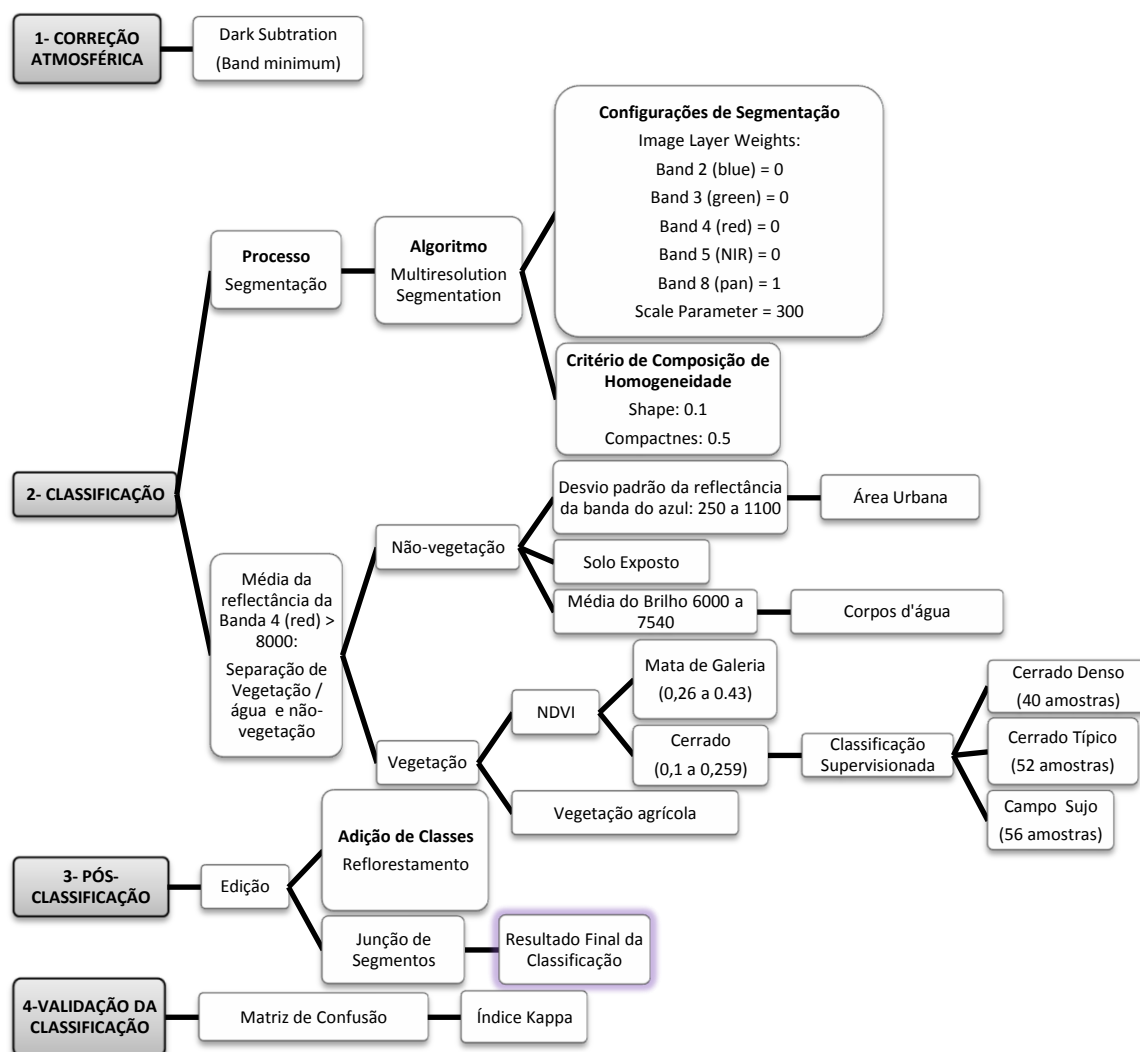 1- CORREÇÃO
ATMOSFÉRICA
Dark Subtration
(Band minimum)
Configurações de Segmentação
Image Layer Weights:
Band 2 (blue) = 0
Band 3 (green) = 0
Band 4 (red) = 0
Band 5 (NIR) = 0
Band 8 (pan) = 1
Scale Parameter = 300
Processo
Segmentação
Algoritmo
Multiresolution
Segmentation
Critério de Composição de
Homogeneidade
Shape: 0.1
Compactnes: 0.5
2- CLASSIFICAÇÃO
Média da
reflectância da
Banda 4 (red) >
8000:
Separação de
Vegetação /
água e não-
vegetação
Não-vegetação
Desvio padrão da reflectância
da banda do azul: 250 a 1100
Área Urbana
Solo Exposto
Média do Brilho 6000 a
7540
Corpos d'água
Vegetação
NDVI
Mata de Galeria
(0,26 a 0.43)
Cerrado
(0,1 a 0,259)
Classificação
Supervisionada
Cerrado Denso
(40 amostras)
Cerrado Típico
(52 amostras)
Campo Sujo
(56 amostras)
Vegetação agrícola
3- PÓS-
CLASSIFICAÇÃO
Edição
Adição de Classes
Reflorestamento
Junção de
Segmentos
Resultado Final da
Classificação
4-VALIDAÇÃO DA
CLASSIFICAÇÃO
Matriz de Confusão
Índice Kappa